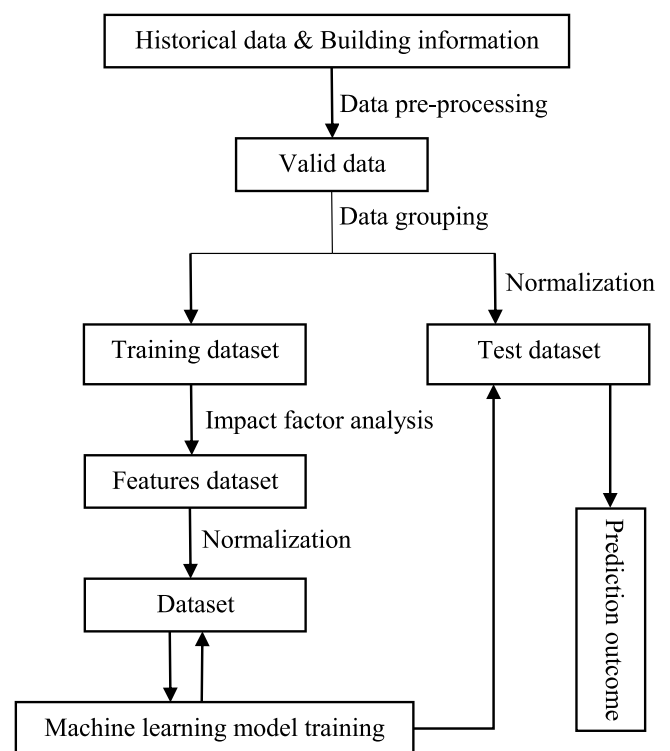 Historical data & Building information
Data pre-processing
Valid data
Data grouping
Normalization
Training dataset
Test dataset
Impact factor analysis
Features dataset
Normalization
Prediction outcome
Dataset
Machine learning model training